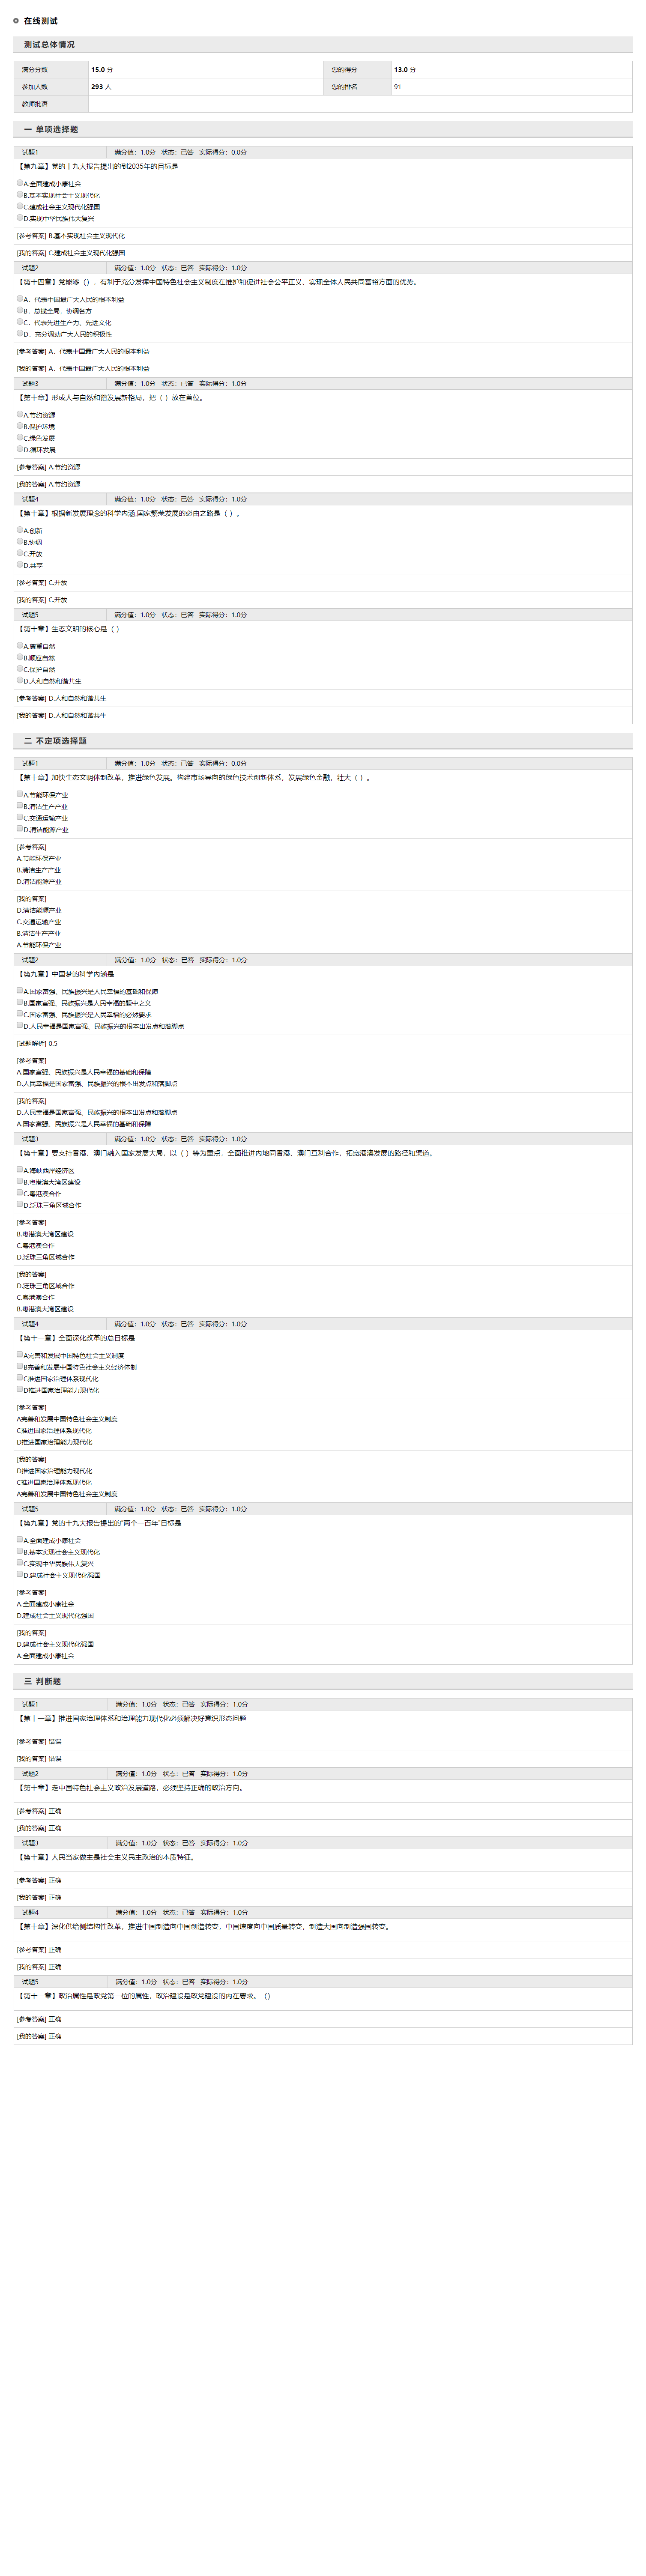 在线测试
测试总体情况
满分分数 15.0 分 您的得分 13.0 分
参加人数 293 人 您的排名 91
教师批语
一 单项选择题
试题1 满分值：1.0分 状态：已答 实际得分：0.0分
【第九章】党的十九大报告提出的到2035年的目标是
A.全面建成小康社会
B.基本实现社会主义现代化
C.建成社会主义现代化强国
D.实现中华民族伟大复兴
[参考答案] B.基本实现社会主义现代化
[我的答案] C.建成社会主义现代化强国
试题2 满分值：1.0分 状态：已答 实际得分：1.0分
【第十四章】党能够（），有利于充分发挥中国特色社会主义制度在维护和促进社会公平正义、实现全体人民共同富裕方面的优势。
A．代表中国最广大人民的根本利益
B．总揽全局、协调各方
C．代表先进生产力、先进文化
D．充分调动广大人民的积极性
[参考答案] A．代表中国最广大人民的根本利益
[我的答案] A．代表中国最广大人民的根本利益
试题3 满分值：1.0分 状态：已答 实际得分：1.0分
【第十章】形成人与自然和谐发展新格局，把（ ）放在首位。
A.节约资源
B.保护环境
C.绿色发展
D.循环发展
[参考答案] A.节约资源
[我的答案] A.节约资源
试题4 满分值：1.0分 状态：已答 实际得分：1.0分
【第十章】根据新发展理念的科学内涵,国家繁荣发展的必由之路是（ ）。
A.创新
B.协调
C.开放
D.共享
[参考答案] C.开放
[我的答案] C.开放
试题5 满分值：1.0分 状态：已答 实际得分：1.0分
【第十章】生态文明的核心是（ ）
A.尊重自然
B.顺应自然
C.保护自然
D.人和自然和谐共生
[参考答案] D.人和自然和谐共生
[我的答案] D.人和自然和谐共生
二 不定项选择题
试题1 满分值：1.0分 状态：已答 实际得分：0.0分
【第十章】加快生态文明体制改革，推进绿色发展。构建市场导向的绿色技术创新体系，发展绿色金融，壮大（ ）。
A.节能环保产业
B.清洁生产产业
C.交通运输产业
D.清洁能源产业
[参考答案]
A.节能环保产业
B.清洁生产产业
D.清洁能源产业
[我的答案]
D.清洁能源产业
C.交通运输产业
B.清洁生产产业
A.节能环保产业
试题2 满分值：1.0分 状态：已答 实际得分：1.0分
【第九章】中国梦的科学内涵是
A.国家富强、民族振兴是人民幸福的基础和保障
B.国家富强、民族振兴是人民幸福的题中之义
C.国家富强、民族振兴是人民幸福的必然要求
D.人民幸福是国家富强、民族振兴的根本出发点和落脚点
[试题解析] 0.5
[参考答案]
A.国家富强、民族振兴是人民幸福的基础和保障
D.人民幸福是国家富强、民族振兴的根本出发点和落脚点
[我的答案]
D.人民幸福是国家富强、民族振兴的根本出发点和落脚点
A.国家富强、民族振兴是人民幸福的基础和保障
试题3 满分值：1.0分 状态：已答 实际得分：1.0分
【第十章】要支持香港、澳门融入国家发展大局，以（ ）等为重点，全面推进内地同香港、澳门互利合作，拓宽港澳发展的路径和渠道。
A.海峡西岸经济区
B.粤港澳大湾区建设
C.粤港澳合作
D.泛珠三角区域合作
[参考答案]
B.粤港澳大湾区建设
C.粤港澳合作
D.泛珠三角区域合作
[我的答案]
D.泛珠三角区域合作
C.粤港澳合作
B.粤港澳大湾区建设
试题4 满分值：1.0分 状态：已答 实际得分：1.0分
【第十一章】全面深化改革的总目标是
A完善和发展中国特色社会主义制度
B完善和发展中国特色社会主义经济体制
C推进国家治理体系现代化
D推进国家治理能力现代化
[参考答案]
A完善和发展中国特色社会主义制度
C推进国家治理体系现代化
D推进国家治理能力现代化
[我的答案]
D推进国家治理能力现代化
C推进国家治理体系现代化
A完善和发展中国特色社会主义制度
试题5 满分值：1.0分 状态：已答 实际得分：1.0分
【第九章】党的十九大报告提出的“两个一百年”目标是
A.全面建成小康社会
B.基本实现社会主义现代化
C.实现中华民族伟大复兴
D.建成社会主义现代化强国
[参考答案]
A.全面建成小康社会
D.建成社会主义现代化强国
[我的答案]
D.建成社会主义现代化强国
A.全面建成小康社会
三 判断题
试题1 满分值：1.0分 状态：已答 实际得分：1.0分
【第十一章】推进国家治理体系和治理能力现代化必须解决好意识形态问题
[参考答案] 错误
[我的答案] 错误
试题2 满分值：1.0分 状态：已答 实际得分：1.0分
【第十章】走中国特色社会主义政治发展道路，必须坚持正确的政治方向。
[参考答案] 正确
[我的答案] 正确
试题3 满分值：1.0分 状态：已答 实际得分：1.0分
【第十章】人民当家做主是社会主义民主政治的本质特征。
[参考答案] 正确
[我的答案] 正确
试题4 满分值：1.0分 状态：已答 实际得分：1.0分
【第十章】深化供给侧结构性改革，推进中国制造向中国创造转变，中国速度向中国质量转变，制造大国向制造强国转变。
[参考答案] 正确
[我的答案] 正确
试题5 满分值：1.0分 状态：已答 实际得分：1.0分
【第十一章】政治属性是政党第一位的属性，政治建设是政党建设的内在要求。（）
[参考答案] 正确
[我的答案] 正确